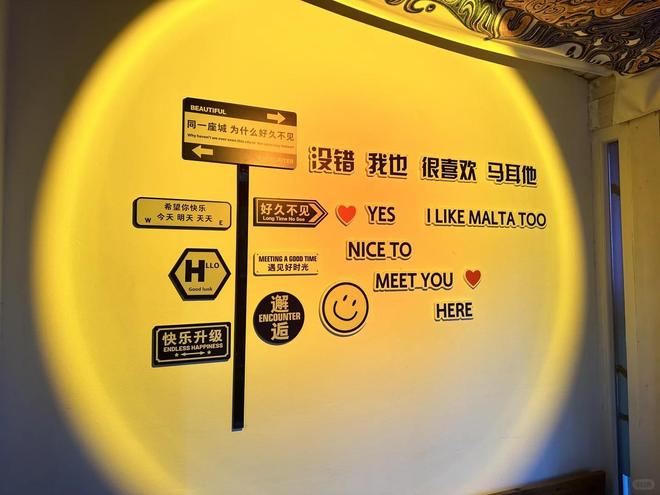 BEAUTIFUL
同一座城 为什么好久不见
没错 我也 很喜欢 马耳他
希望你快乐
W 今天 明天 天天 E
好久不见
Long Time No See
YES I LIKE MALTA TOO
NICE TO
MEET YOU
HERE
HLLO
Good lusk
MEETING A GOOD TIME
遇见好时光
邂
ENCOUNTER
逅
快乐升级
ENDLESS HAPPINESS